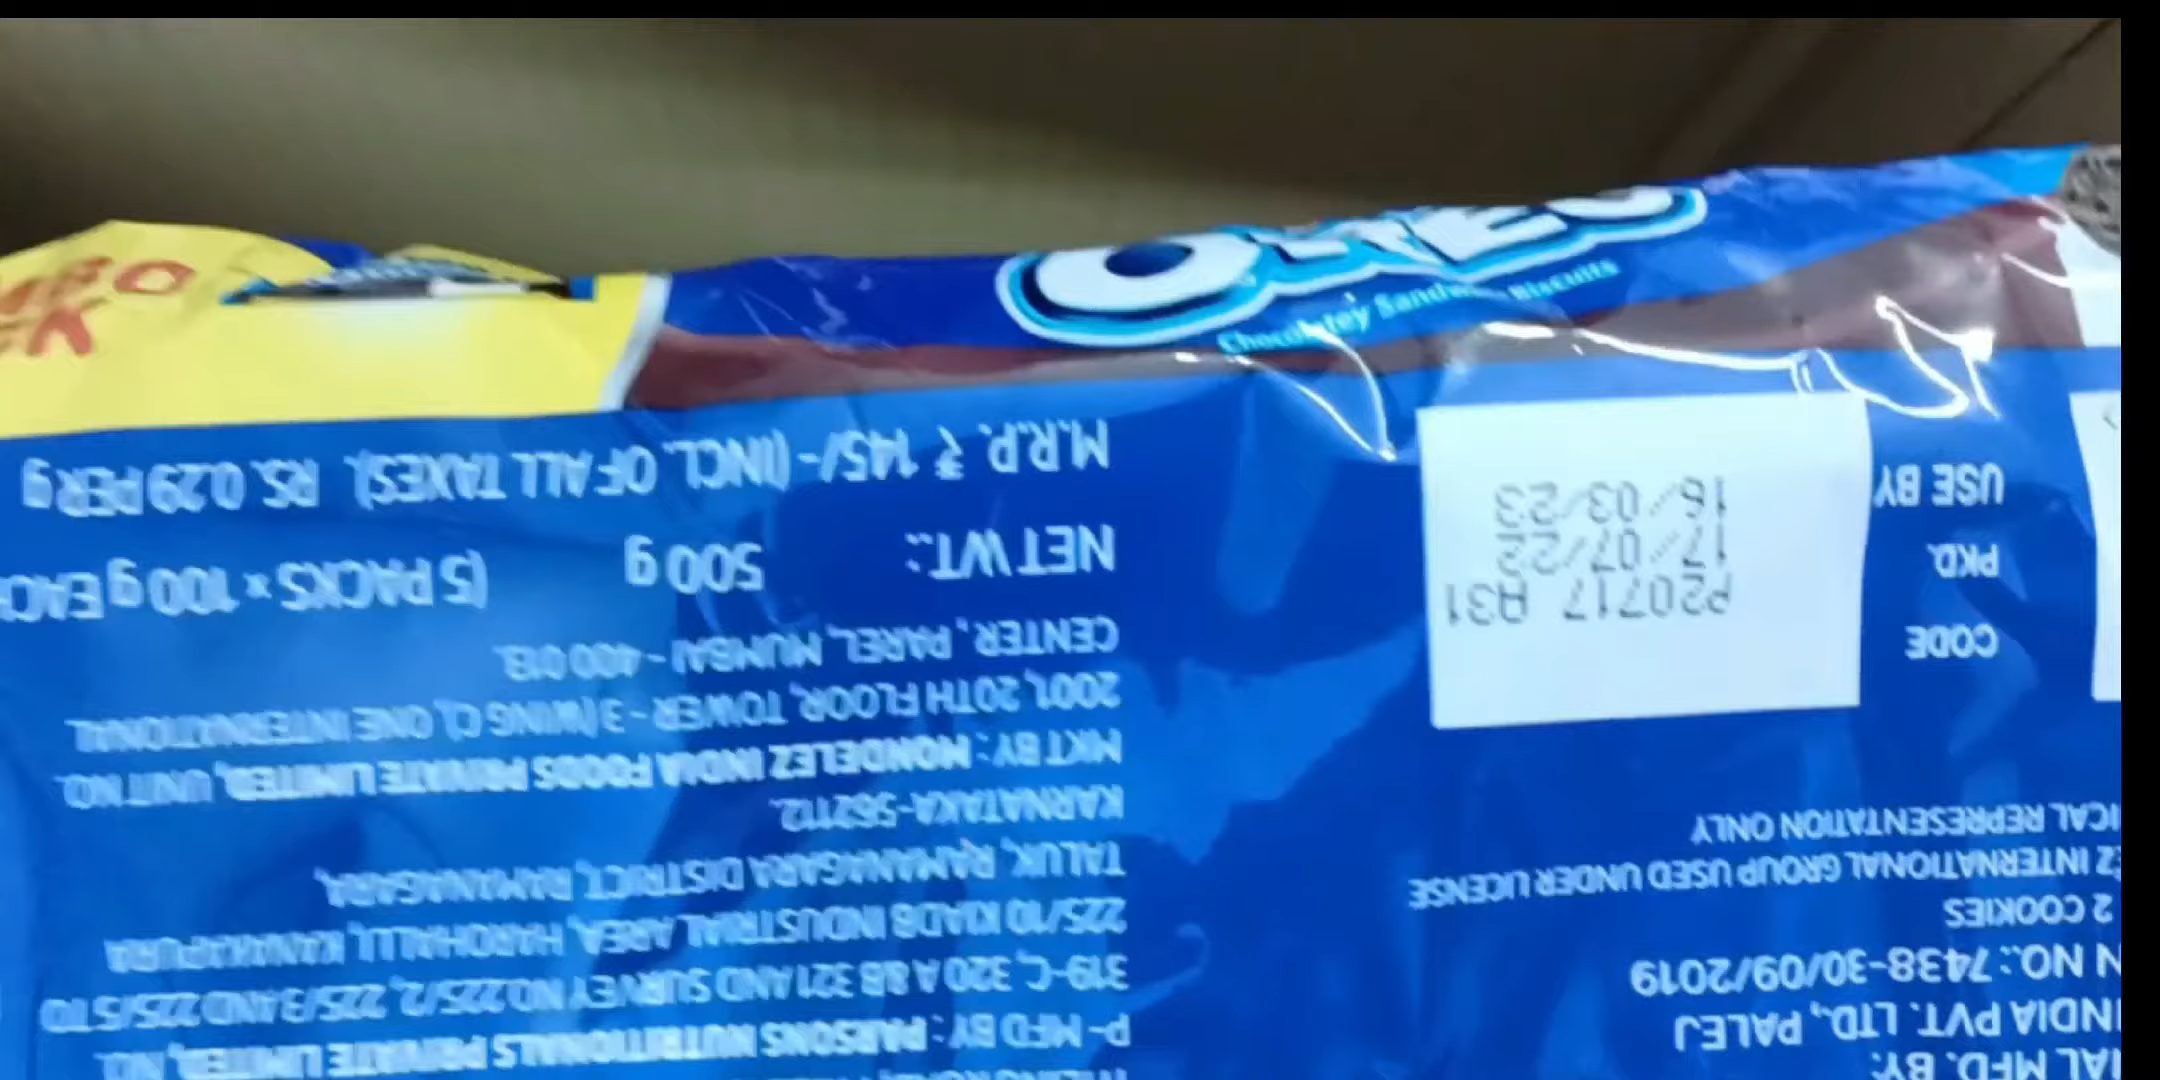 OREO
Chocolatey Sandwich Biscuits
P- MFD BY : PARSONS NUTRITIONALS PRIVATE LIMITED, NO.
319-C, 320 A &B 321 AND SURVEY NO.225/2, 225/3 AND 225/5 TO
225/10 KIADB INDUSTRIAL AREA, HAROHALLI, KANAKAPURA
TALUK, RAMANAGARA DISTRICT, RAMANAGARA,
KARNATAKA-562112.
MKT BY : MONDELEZ INDIA FOODS PRIVATE LIMITED, UNIT NO.
2001, 20TH FLOOR, TOWER - 3 (WING C), ONE INTERNATIONAL
CENTER, PAREL, MUMBAI - 400 013.
NET WT.: 500 g (5 PACKS × 100 g EAC
M.R.P. ₹ 145/- (INCL. OF ALL TAXES). RS. 0.29 PER g
IAL MFD. BY:
INDIA PVT. LTD., PALEJ
N NO.: 7438-30/09/2019
2 COOKIES
EZ INTERNATIONAL GROUP USED UNDER LICENSE
ICAL REPRESENTATION ONLY
CODE P20717 A31
PKD. 17/07/22
USE BY 16/03/23